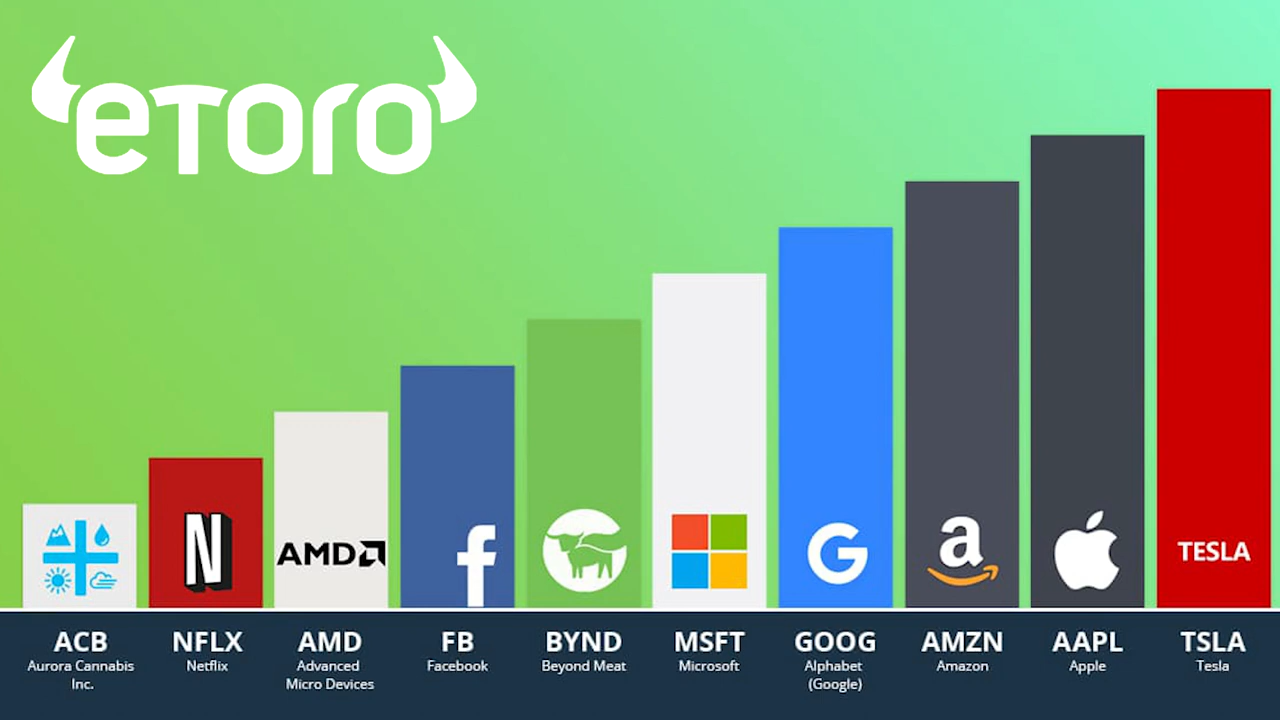 eToro
N
AMD
f
G
a
TESLA
ACB
Aurora Cannabis
Inc.
NFLX
Netflix
AMD
Advanced
Micro Devices
FB
Facebook
BYND
Beyond Meat
MSFT
Microsoft
GOOG
Alphabet
(Google)
AMZN
Amazon
AAPL
Apple
TSLA
Tesla